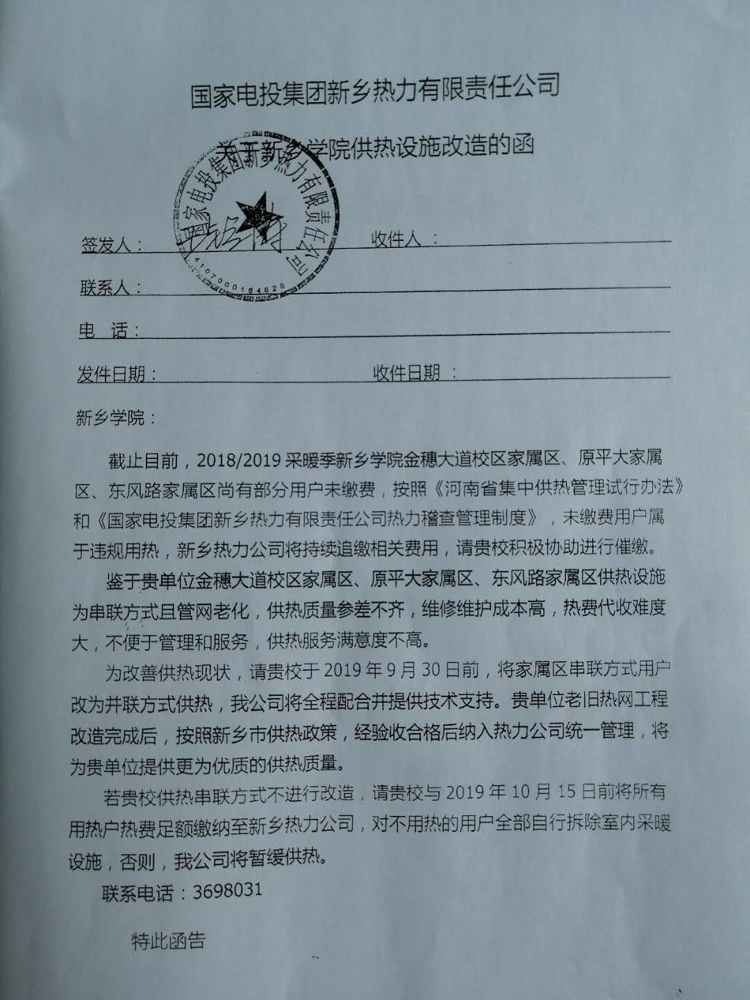 国家电投集团新乡热力有限责任公司
关于新乡学院供热设施改造的函
国家电投集团新乡热力有限责任公司
4107000164828
签发人： 收件人：
联系人：
电 话：
发件日期： 收件日期：
新乡学院：
截止目前，2018/2019采暖季新乡学院金穗大道校区家属区、原平大家属
区、东风路家属区尚有部分用户未缴费，按照《河南省集中供热管理试行办法》
和《国家电投集团新乡热力有限责任公司热力稽查管理制度》，未缴费用户属
于违规用热，新乡热力公司将持续追缴相关费用，请贵校积极协助进行催缴。
鉴于贵单位金穗大道校区家属区、原平大家属区、东风路家属区供热设施
为串联方式且管网老化，供热质量参差不齐，维修维护成本高，热费代收难度
大，不便于管理和服务，供热服务满意度不高。
为改善供热现状，请贵校于2019年9月30日前，将家属区串联方式用户
改为并联方式供热，我公司将全程配合并提供技术支持。贵单位老旧热网工程
改造完成后，按照新乡市供热政策，经验收合格后纳入热力公司统一管理，将
为贵单位提供更为优质的供热质量。
若贵校供热串联方式不进行改造，请贵校与2019年10月15日前将所有
用热户热费足额缴纳至新乡热力公司，对不用热的用户全部自行拆除室内采暖
设施，否则，我公司将暂缓供热。
联系电话：3698031
特此函告